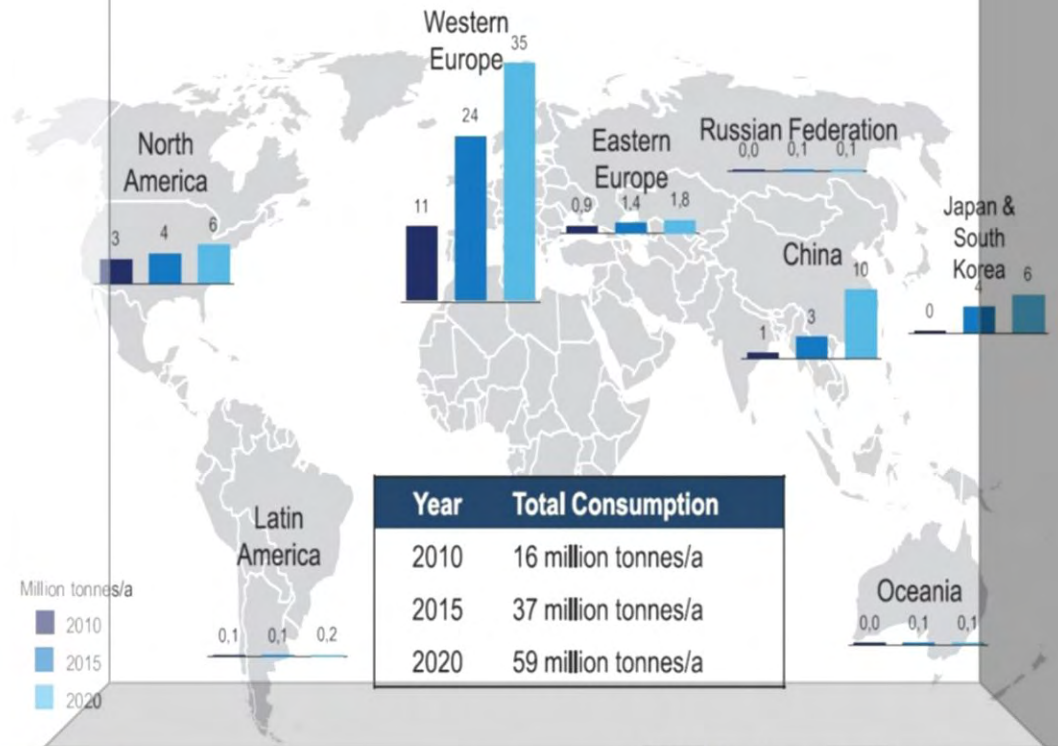 Western
Europe
35
24
11
North
America
3
4
6
Eastern
Europe
0,9
1,4
1,8
Russian Federation
0,0
0,1
0,1
Japan &
South
Korea
0
4
6
China
1
3
10
Latin
America
0,1
0,1
0,2
Oceania
0,0
0,1
0,1
Year Total Consumption
2010 16 million tonnes/a
2015 37 million tonnes/a
2020 59 million tonnes/a
Million tonnes/a
2010
2015
2020